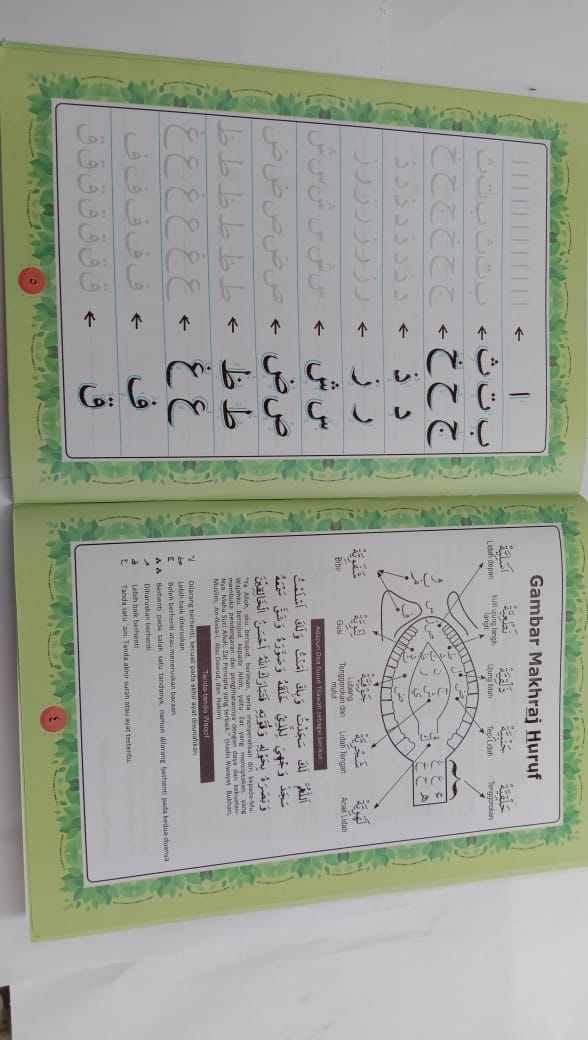 ا ← ا ا ا ا ا ا ا ا ا ا ا ا
ب ت ث ← ب ت ث ب ت ث
ج ح خ ← ج ج ح ح خ خ
د ذ ← د ذ د ذ د ذ د ذ
ر ز ← ر ز ر ز ر ز ر ز
س ش ← س س ش س ش ش
ص ض ← ص ص ص ض ض ض
ط ظ ← ط ط ط ظ ظ ظ
ع غ ← ع ع ع غ غ غ
ف ← ف ف ف ف ف ف
ق ← ق ق ق ق ق ق ق
٥
Gambar Makhraj Huruf
حَلْقِيَّةٌ جَنْبِيَّةٌ ذَلْقِيَّةٌ نَطْعِيَّةٌ أَسَلِيَّةٌ
Lidah depan kulit ujung langit-langit Ujung lidah Tepi Lidah Tenggorokan
لَهَوِيَّةٌ شَجْرِيَّةٌ جَوْفِيَّةٌ لِثَوِيَّةٌ شَفَوِيَّةٌ
Bibir Gusi Lubang Tenggorokan dan mulut Lidah Tengah Anak Lidah
Adapun Doa Sujud Tilawah sebagai berikut :
اَللّٰهُمَّ لَكَ سَجَدْتُ وَبِكَ اٰمَنْتُ وَلَكَ اَسْلَمْتُ
سَجَدَ وَجْهِيَ لِلَّذِيْ خَلَقَهُ وَصَوَّرَهُ وَشَقَّ سَمْعَهُ
وَبَصَرَهُ بِحَوْلِهِ وَقُوَّتِهِ فَتَبَارَكَ اللهُ اَحْسَنُ الْخَالِقِيْنَ
"Ya Alloh, aku bersujud, beriman, serta menyerahkan diri kepada-Mu.
Wajahku bersujud kepada Alloh, yaitu Zat yang menciptakan, yang
membuka pendengaran dan penglihatannya dengan daya dan kekuatan-
Nya. Maha Suci Alloh, Zat Pencipta yang terbaik." (Hadis Riwayat Bukhari,
Muslim, An-Nasa-i, Abu Dawud, dan Hakim)
Tanda-tanda Waqof
لا Dilarang berhenti, kecuali pada akhir ayat disunahkan
صلى Lebih baik diteruskan
ج Boleh berhenti atau meneruskan bacaan
∴ ∴ Berhenti pada salah satu tandanya, namun dilarang berhenti pada kedua-duanya
م Diharuskan berhenti
قلى Lebih baik berhenti
ع Tanda satu 'ain. Tanda akhir surah atau ayat tertentu.
٤